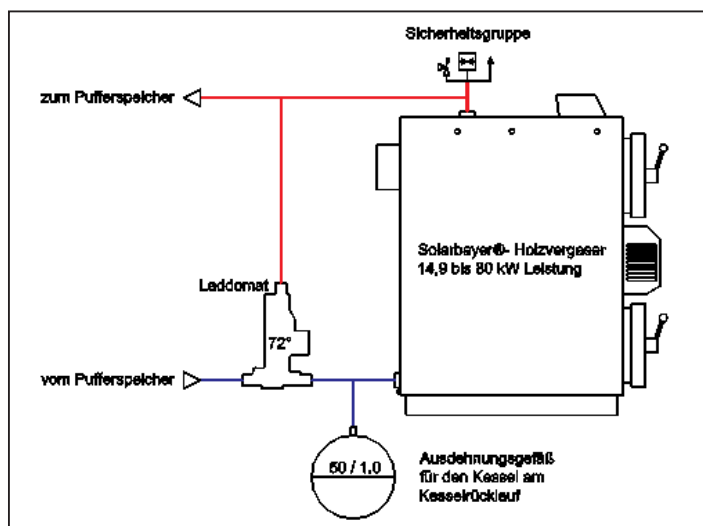 Sicherheitsgruppe
zum Pufferspeicher
Solarbayer®- Holzvergaser
14,9 bis 80 kW Leistung
Laddomat
72°
vom Pufferspeicher
50 / 1,0
Ausdehnungsgefäß
für den Kessel am
Kesselrücklauf